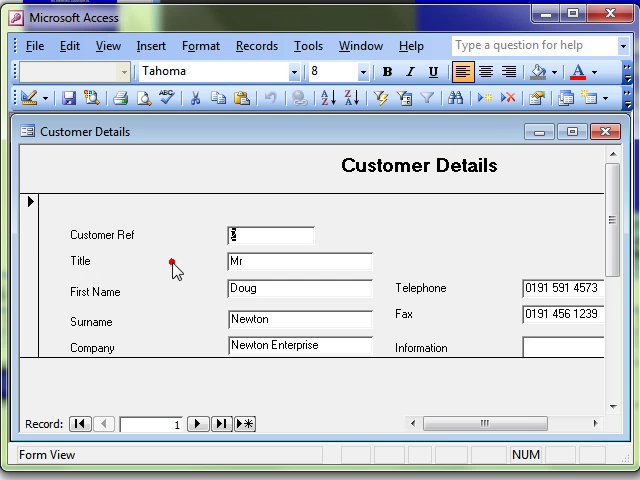 Microsoft Access
File Edit View Insert Format Records Tools Window Help Type a question for help
Tahoma 8 B I U A
Customer Details
Customer Details
Customer Ref
Title Mr
First Name Doug Telephone 0191 591 4573
Surname Newton Fax 0191 456 1239
Company Newton Enterprise Information
Record: 1
Form View NUM